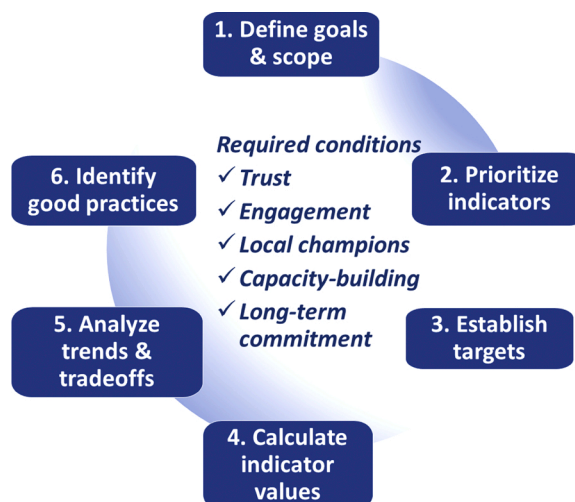 1. Define goals
& scope
2. Prioritize
indicators
3. Establish
targets
4. Calculate
indicator
values
5. Analyze
trends &
tradeoffs
6. Identify
good practices
Required conditions
✓ Trust
✓ Engagement
✓ Local champions
✓ Capacity-building
✓ Long-term
commitment